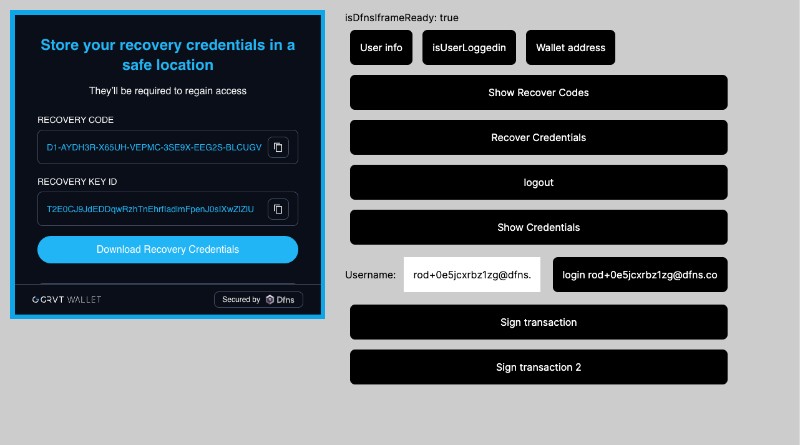 Store your recovery credentials in a
safe location
They'll be required to regain access
RECOVERY CODE
D1-AYDH3R-X65UH-VEPMC-3SE9X-EEG2S-BLCUGV
RECOVERY KEY ID
Download Recovery Credentials
GRVT WALLET
Secured by Dfns
isDfnsIframeReady: true
User info
isUserLoggedin
Wallet address
Show Recover Codes
Recover Credentials
logout
Show Credentials
Username: rod+0e5jcxrbz1zg@dfns.
login rod+0e5jcxrbz1zg@dfns.co
Sign transaction
Sign transaction 2